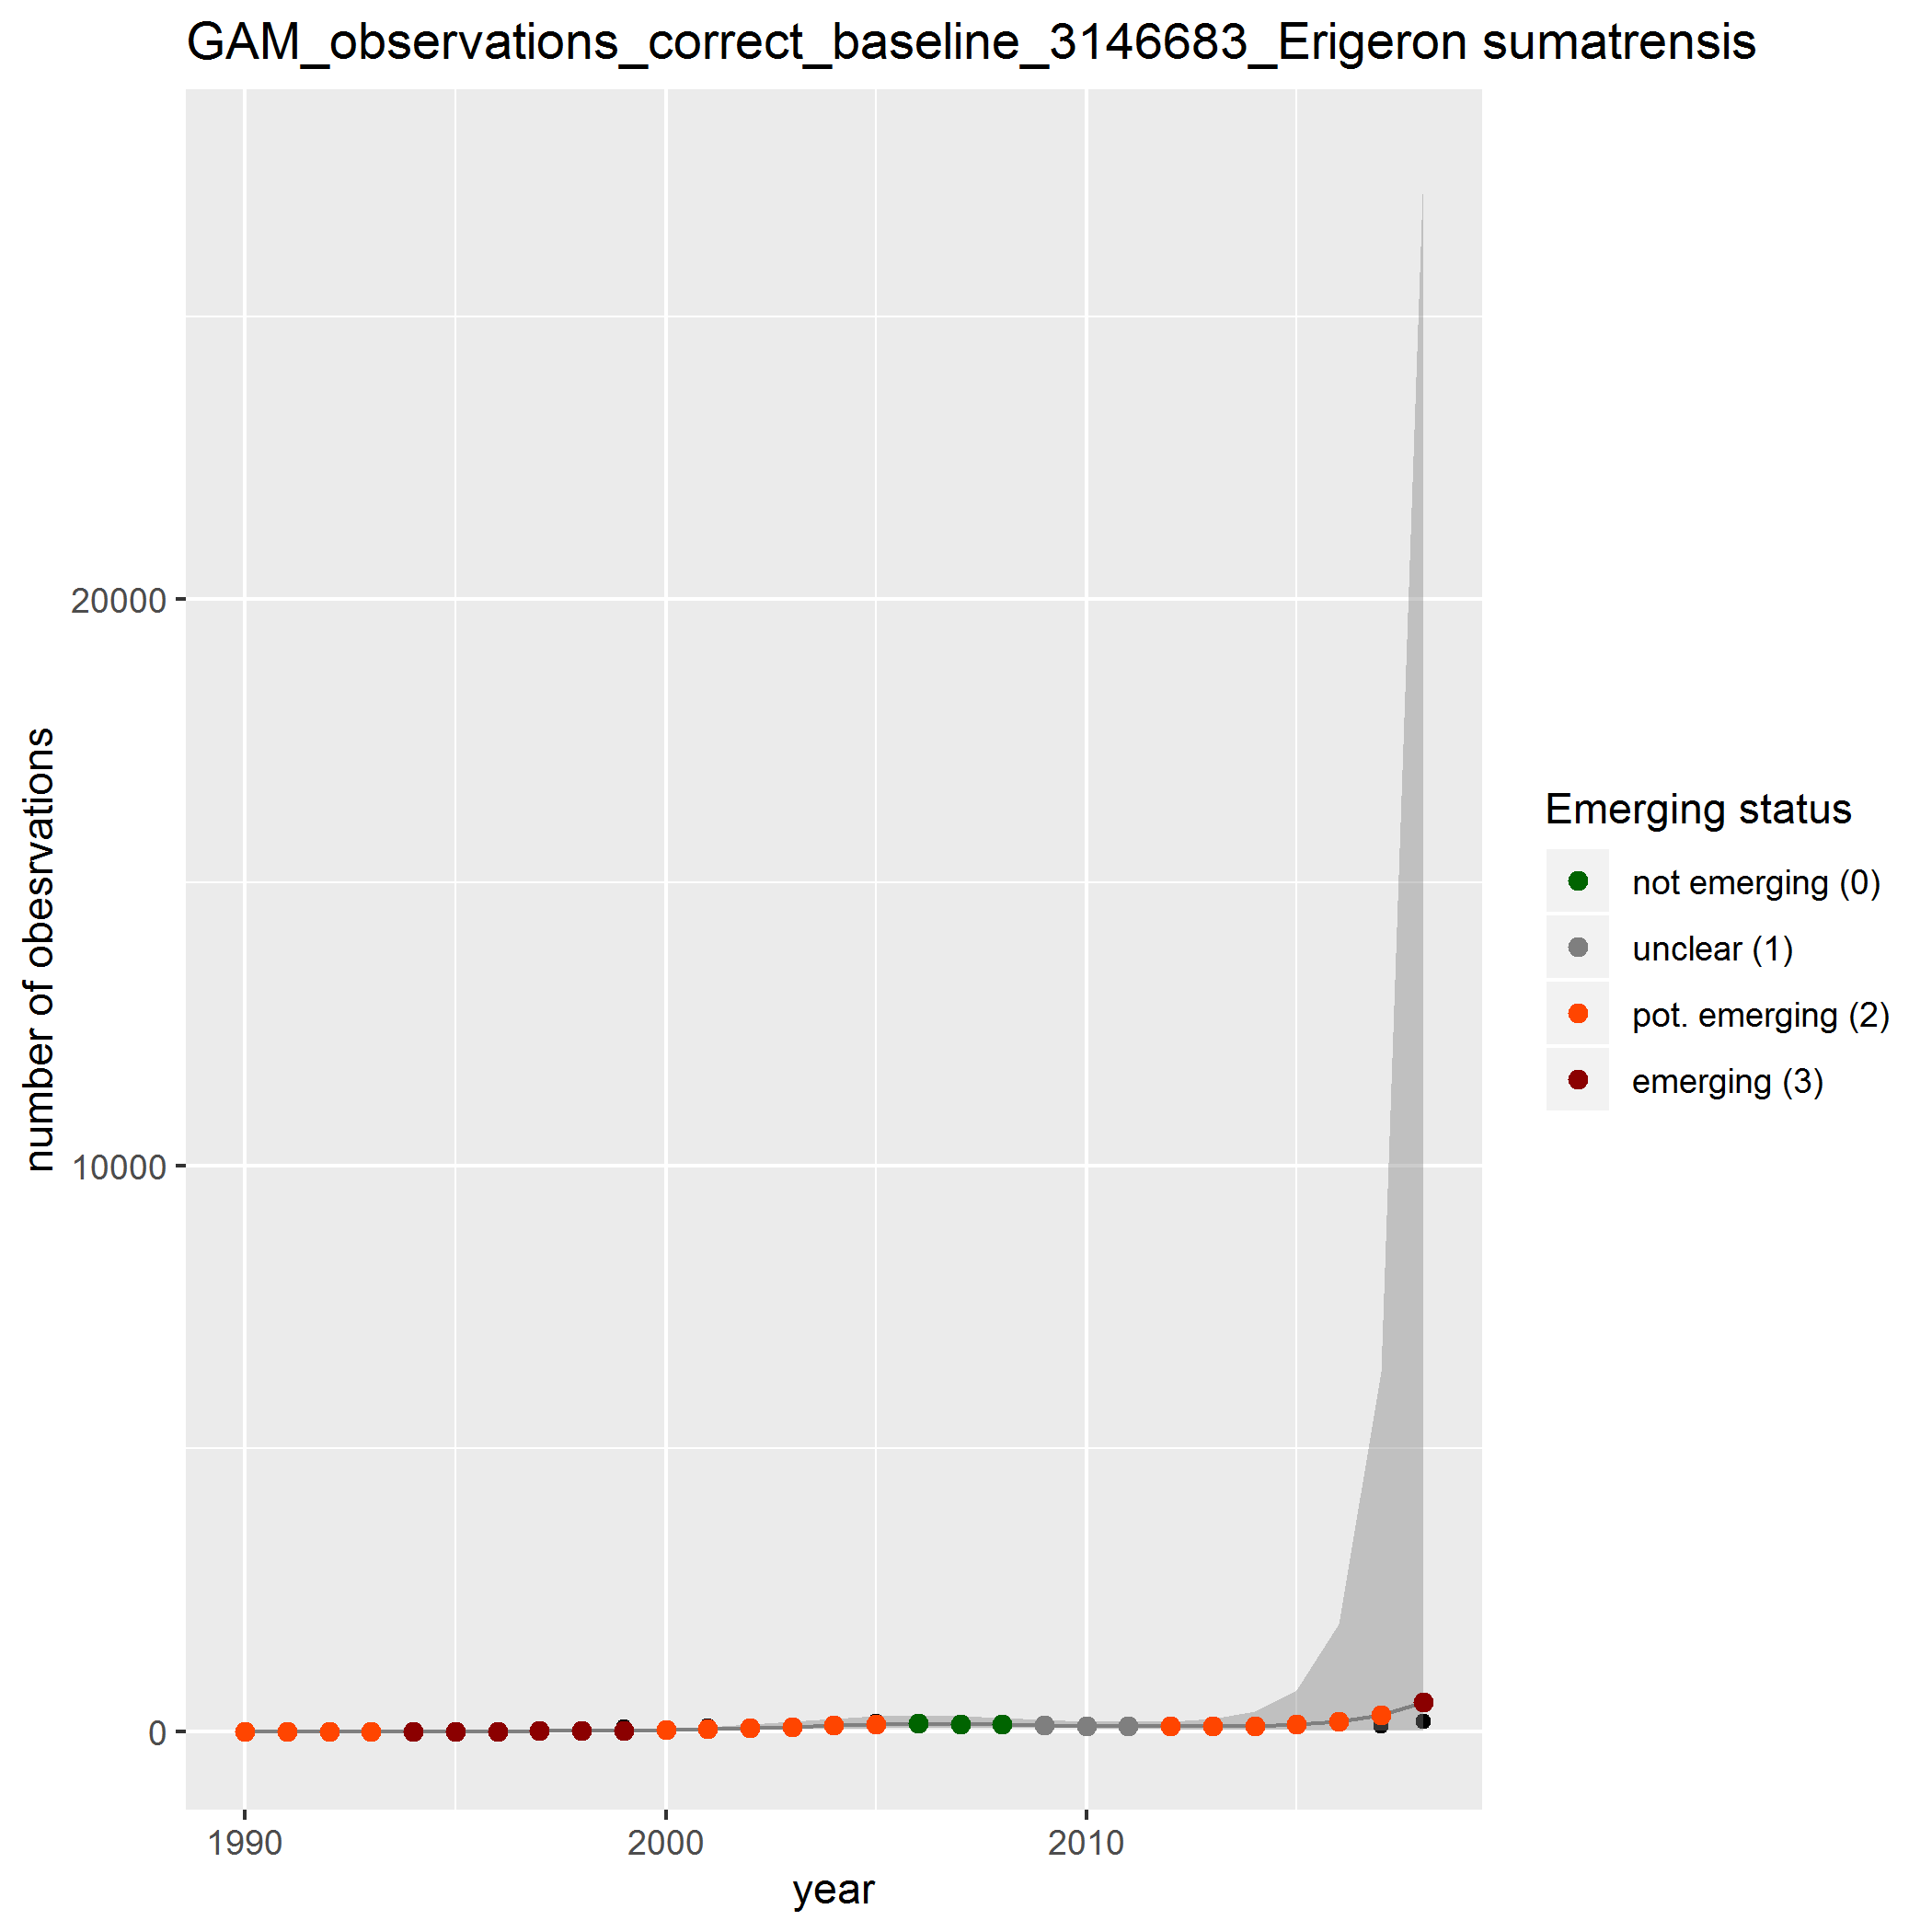 GAM_observations_correct_baseline_3146683_Erigeron sumatrensis
number of obesrvations
20000
10000
0
1990
2000
2010
year
Emerging status
not emerging (0)
unclear (1)
pot. emerging (2)
emerging (3)